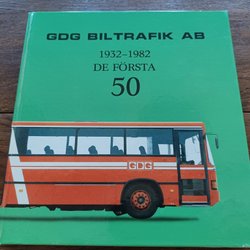 GDG BILTRAFIK AB
1932–1982
DE FÖRSTA
50
GDG